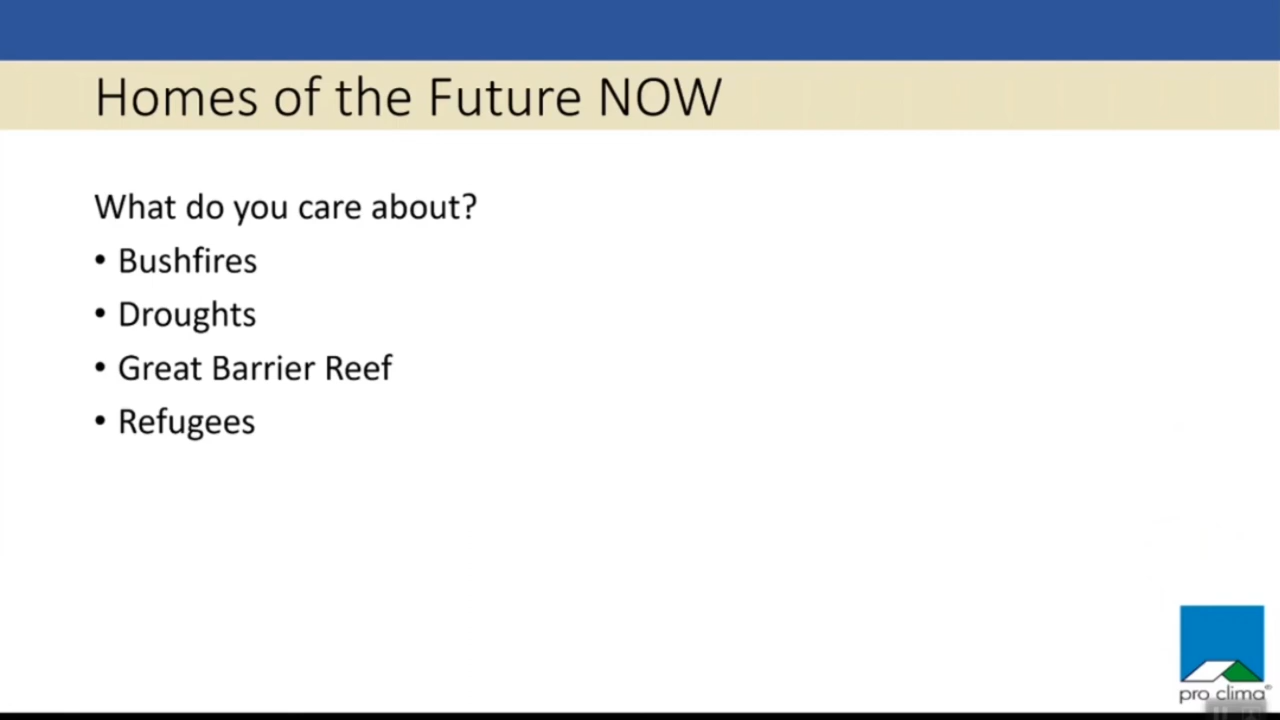 Homes of the Future NOW
What do you care about?
• Bushfires
• Droughts
• Great Barrier Reef
• Refugees
pro clima®